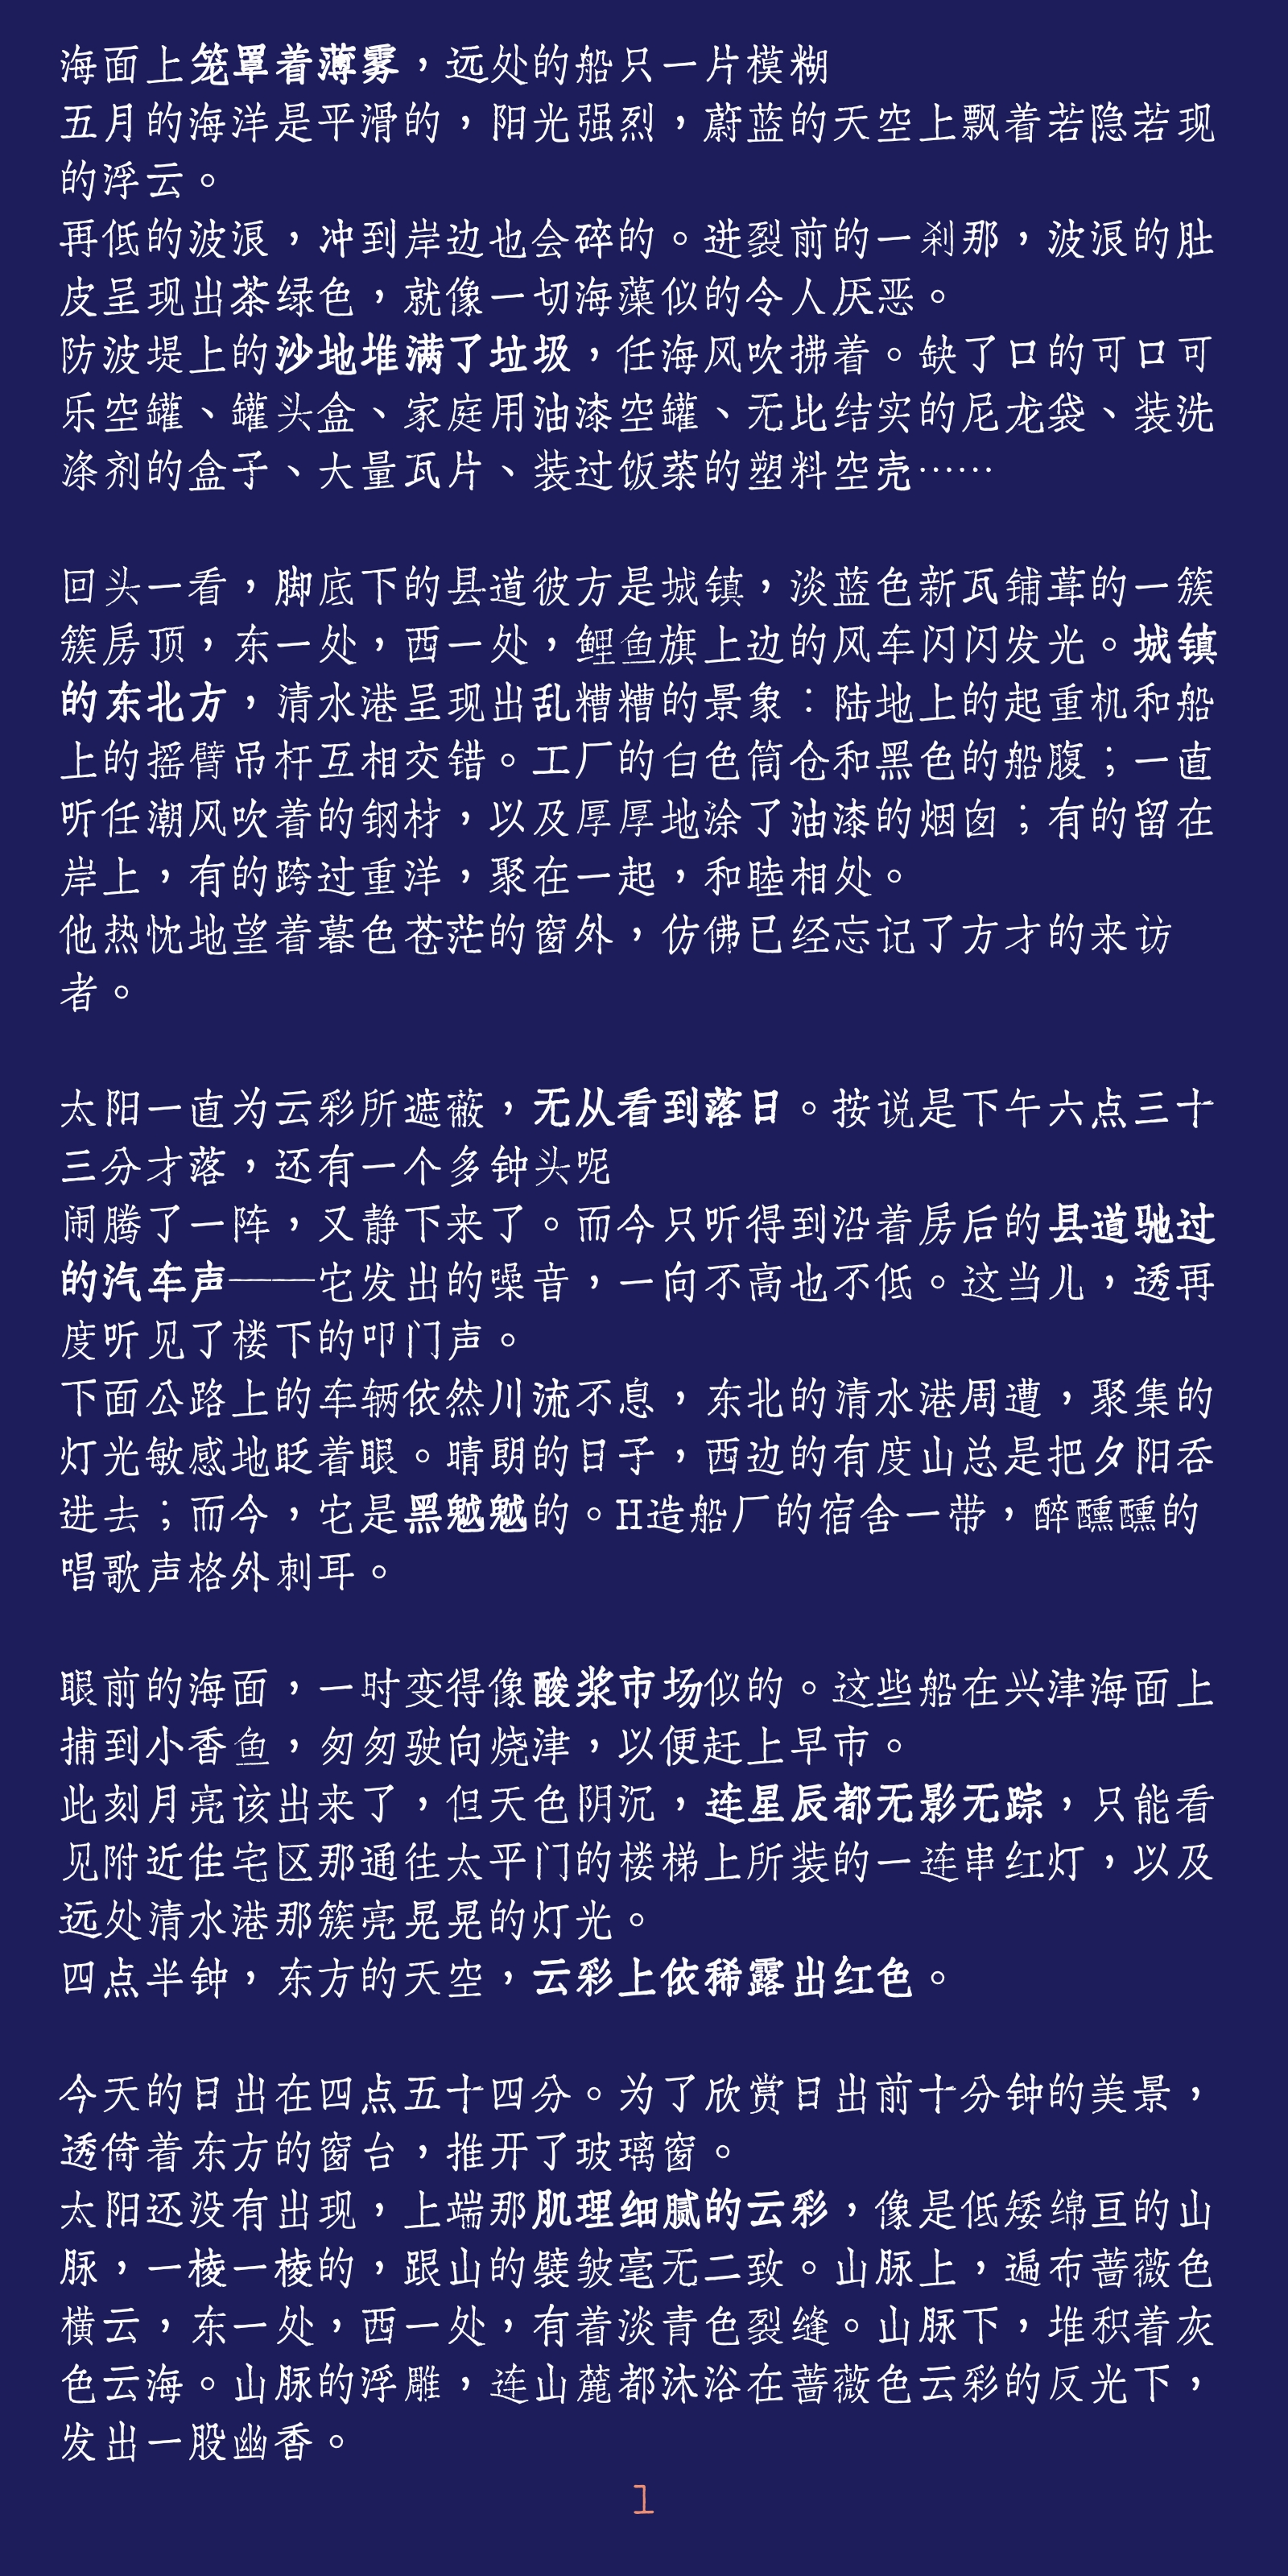 海面上笼罩着薄雾，远处的船只一片模糊
五月的海洋是平滑的，阳光强烈，蔚蓝的天空上飘着若隐若现
的浮云。
再低的波浪，冲到岸边也会碎的。迸裂前的一刹那，波浪的肚
皮呈现出茶绿色，就像一切海藻似的令人厌恶。
防波堤上的沙地堆满了垃圾，任海风吹拂着。缺了口的可口可
乐空罐、罐头盒、家庭用油漆空罐、无比结实的尼龙袋、装洗
涤剂的盒子、大量瓦片、装过饭菜的塑料空壳……
回头一看，脚底下的县道彼方是城镇，淡蓝色新瓦铺葺的一簇
簇房顶，东一处，西一处，鲤鱼旗上边的风车闪闪发光。城镇
的东北方，清水港呈现出乱糟糟的景象：陆地上的起重机和船
上的摇臂吊杆互相交错。工厂的白色筒仓和黑色的船腹；一直
听任潮风吹着的钢材，以及厚厚地涂了油漆的烟囱；有的留在
岸上，有的跨过重洋，聚在一起，和睦相处。
他热忱地望着暮色苍茫的窗外，仿佛已经忘记了方才的来访
者。
太阳一直为云彩所遮蔽，无从看到落日。按说是下午六点三十
三分才落，还有一个多钟头呢
闹腾了一阵，又静下来了。而今只听得到沿着房后的县道驰过
的汽车声——它发出的噪音，一向不高也不低。这当儿，透再
度听见了楼下的叩门声。
下面公路上的车辆依然川流不息，东北的清水港周遭，聚集的
灯光敏感地眨着眼。晴朗的日子，西边的有度山总是把夕阳吞
进去；而今，它是黑魆魆的。H造船厂的宿舍一带，醉醺醺的
唱歌声格外刺耳。
眼前的海面，一时变得像酸浆市场似的。这些船在兴津海面上
捕到小香鱼，匆匆驶向烧津，以便赶上早市。
此刻月亮该出来了，但天色阴沉，连星辰都无影无踪，只能看
见附近住宅区那通往太平门的楼梯上所装的一连串红灯，以及
远处清水港那簇亮晃晃的灯光。
四点半钟，东方的天空，云彩上依稀露出红色。
今天的日出在四点五十四分。为了欣赏日出前十分钟的美景，
透倚着东方的窗台，推开了玻璃窗。
太阳还没有出现，上端那肌理细腻的云彩，像是低矮绵亘的山
脉，一棱一棱的，跟山的襞皱毫无二致。山脉上，遍布蔷薇色
横云，东一处，西一处，有着淡青色裂缝。山脉下，堆积着灰
色云海。山脉的浮雕，连山麓都沐浴在蔷薇色云彩的反光下，
发出一股幽香。
1